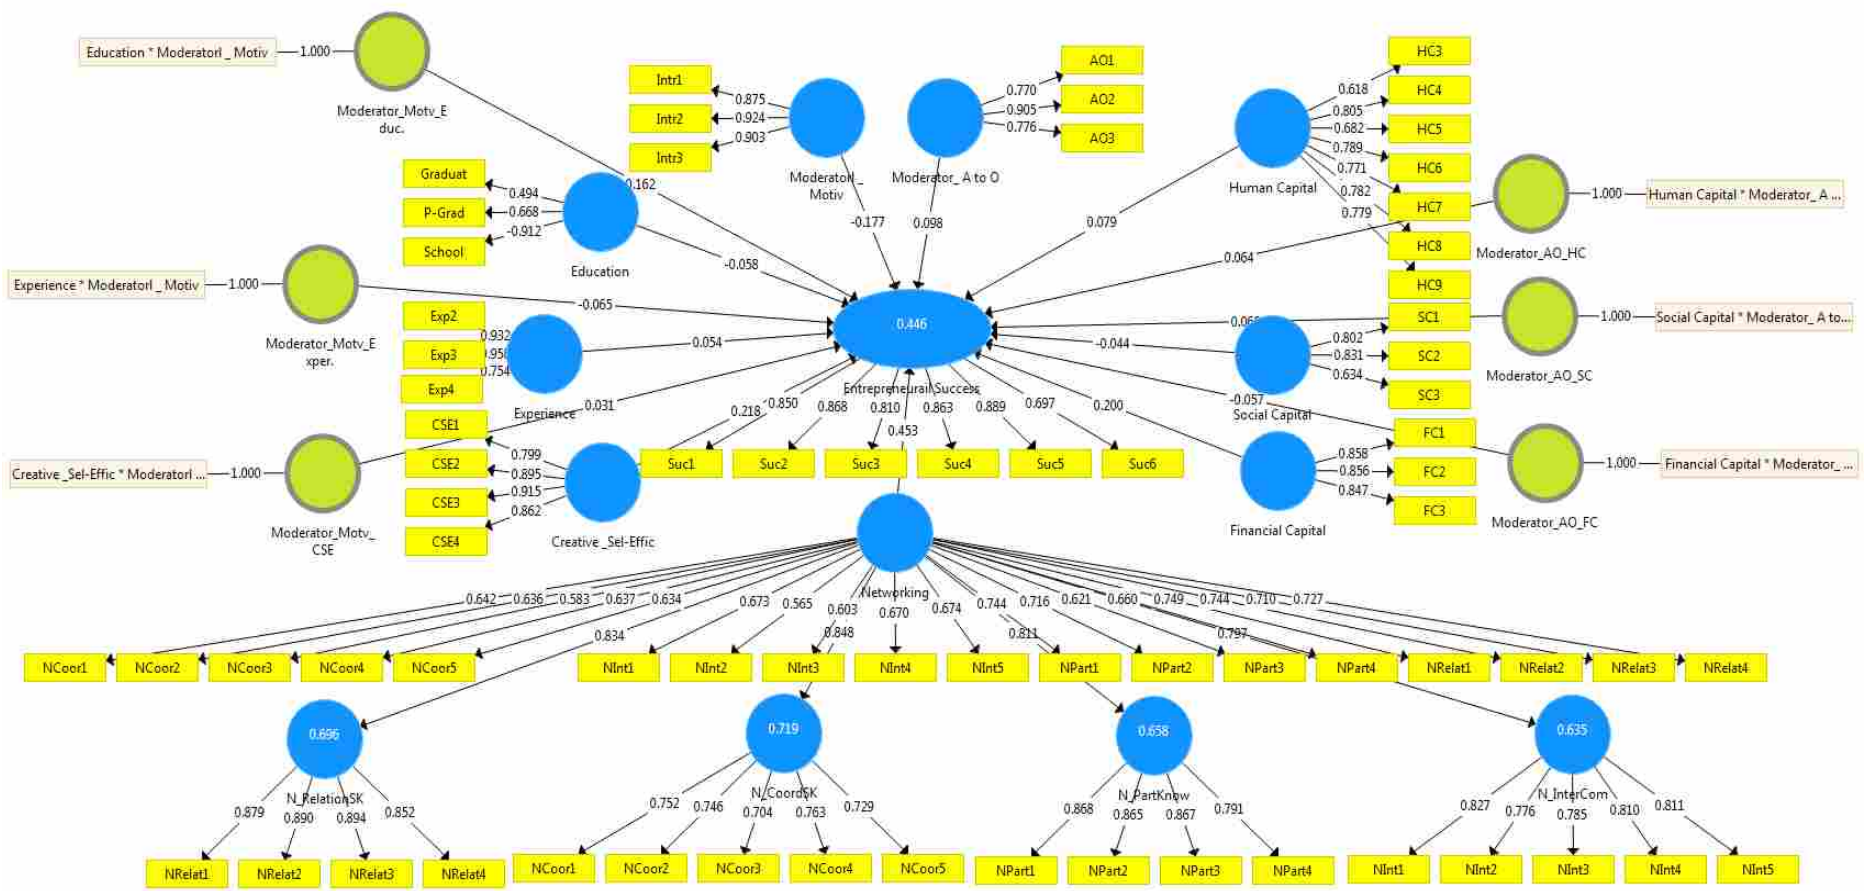 Education * ModeratorI _ Motiv
1.000
Moderator_Motv_E
duc.
0.162
Intr1
Intr2
Intr3
0.875
0.924
0.903
ModeratorI _
Motiv
-0.177
AO1
AO2
AO3
0.770
0.905
0.776
Moderator_ A to O
0.098
HC3
HC4
HC5
HC6
HC7
HC8
HC9
0.618
0.805
0.682
0.789
0.771
0.782
0.779
Human Capital
0.079
1.000
Human Capital * Moderator_ A ...
Moderator_AO_HC
0.064
Graduat
P-Grad
School
0.494
0.668
-0.912
Education
-0.058
Experience * ModeratorI _ Motiv
1.000
Moderator_Motv_E
xper.
-0.065
Exp2
Exp3
Exp4
0.932
0.754
Experience
0.054
0.446
Entrepreneurail Success
SC1
SC2
SC3
0.802
0.831
0.634
Social Capital
-0.044
1.000
Social Capital * Moderator_ A to...
Moderator_AO_SC
Creative _Sel-Effic * ModeratorI ...
1.000
Moderator_Motv_
CSE
0.031
CSE1
CSE2
CSE3
CSE4
0.799
0.895
0.915
0.862
Creative _Sel-Effic
0.218
0.850
0.868
0.810
0.863
0.889
0.697
0.453
Suc1
Suc2
Suc3
Suc4
Suc5
Suc6
FC1
FC2
FC3
0.858
0.856
0.847
Financial Capital
0.200
-0.057
1.000
Financial Capital * Moderator_ ...
Moderator_AO_FC
Networking
0.642
0.636
0.583
0.637
0.634
0.673
0.565
0.603
0.670
0.674
0.744
0.716
0.621
0.660
0.749
0.744
0.710
0.727
0.834
0.848
0.811
0.797
NCoor1
NCoor2
NCoor3
NCoor4
NCoor5
NInt1
NInt2
NInt3
NInt4
NInt5
NPart1
NPart2
NPart3
NPart4
NRelat1
NRelat2
NRelat3
NRelat4
0.696
0.719
0.658
0.635
N_RelationSK
N_CoordSK
N_PartKnow
N_InterCom
0.879
0.890
0.894
0.852
0.752
0.746
0.704
0.763
0.729
0.868
0.865
0.867
0.791
0.827
0.776
0.785
0.810
0.811
NRelat1
NRelat2
NRelat3
NRelat4
NCoor1
NCoor2
NCoor3
NCoor4
NCoor5
NPart1
NPart2
NPart3
NPart4
NInt1
NInt2
NInt3
NInt4
NInt5